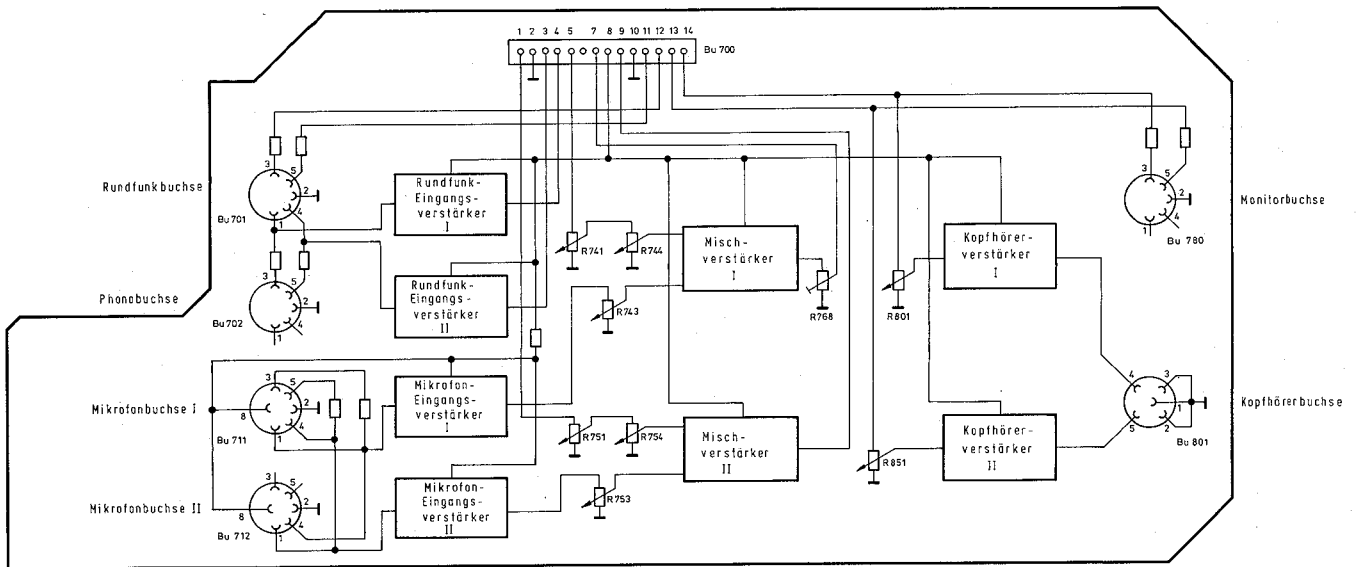 1 2 3 4 5 7 8 9 10 11 12 13 14
Bu 700
3 5 2 4 1
Rundfunkbuchse
Bu 701
Rundfunk-
Eingangs-
verstärker
I
3 5 2 4 1
Phonobuchse
Bu 702
Rundfunk-
Eingangs-
verstärker
II
R741
R744
R743
Misch-
verstärker
I
R768
R801
Kopfhörer-
verstärker
I
3 5 2 4 1
Monitorbuchse
Bu 780
3 5 2 4 1 8
Mikrofonbuchse I
Bu 711
Mikrofon-
Eingangs-
verstärker
I
R751
R754
R753
Misch-
verstärker
II
R851
Kopfhörer-
verstärker
II
4 3 1 5 2
Kopfhörerbuchse
Bu 801
3 5 2 4 1 8
Mikrofonbuchse II
Bu 712
Mikrofon-
Eingangs-
verstärker
II